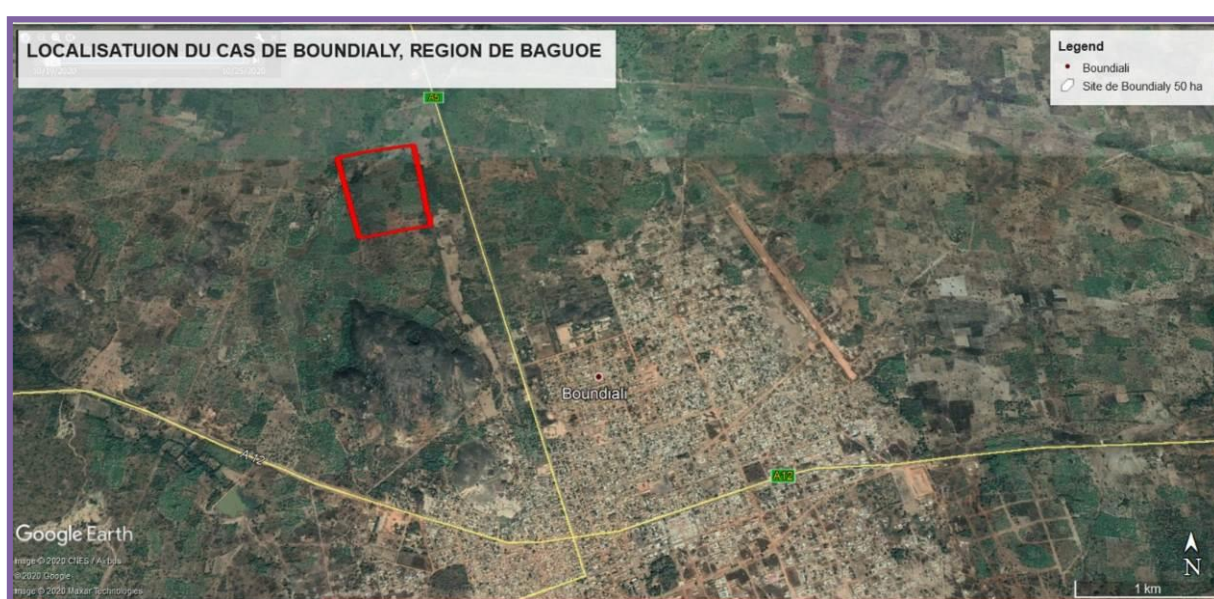 LOCALISATUION DU CAS DE BOUNDIALY, REGION DE BAGUOE
Legend
Boundiali
Site de Boundialy 50 ha
A5
Boundiali
A12
A12
Google Earth
Image © 2020 CNES / Airbus
© 2020 Google
Image © 2020 Maxar Technologies
N
1 km